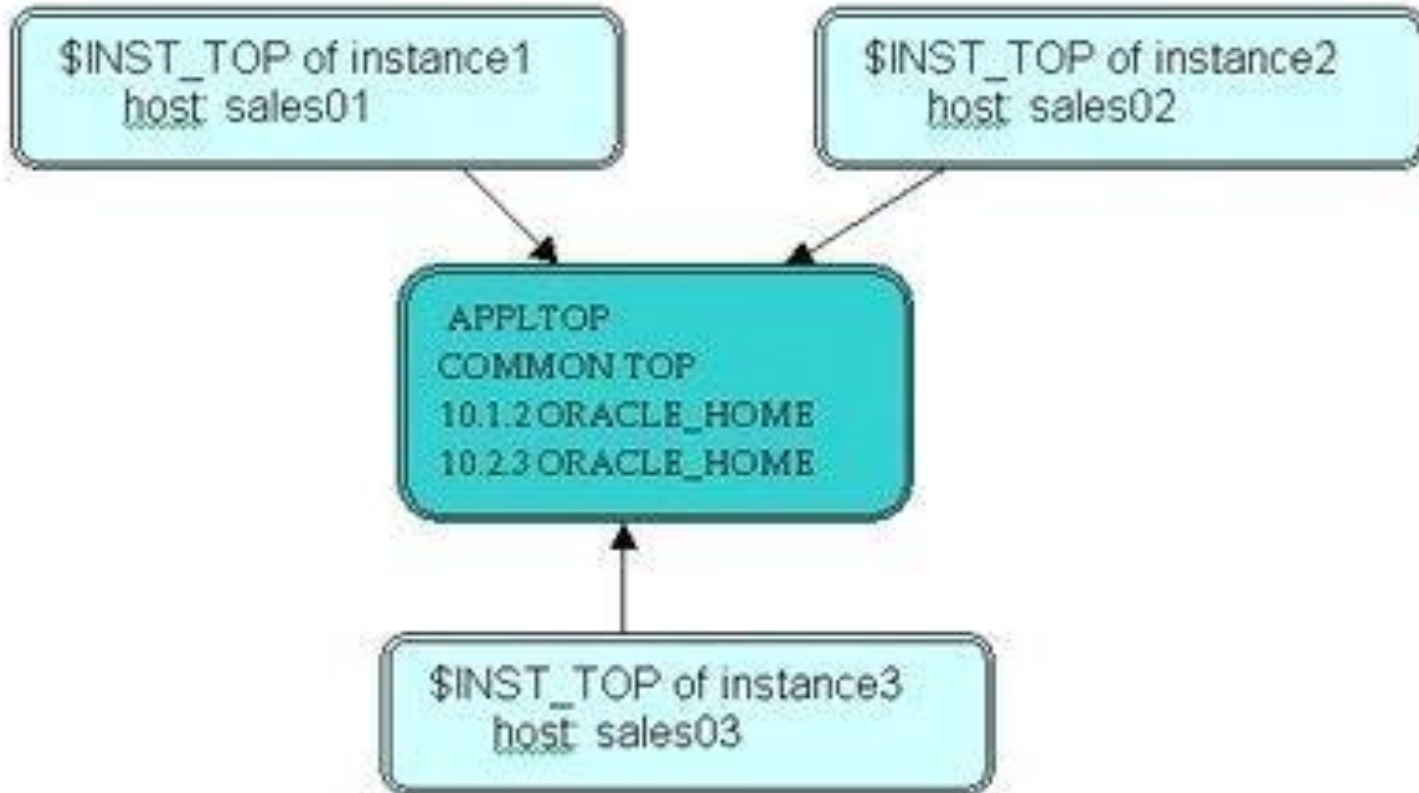 $INST_TOP of instance1
host: sales01
$INST_TOP of instance2
host: sales02
APPLTOP
COMMON TOP
10.1.2 ORACLE_HOME
10.2.3 ORACLE_HOME
$INST_TOP of instance3
host: sales03